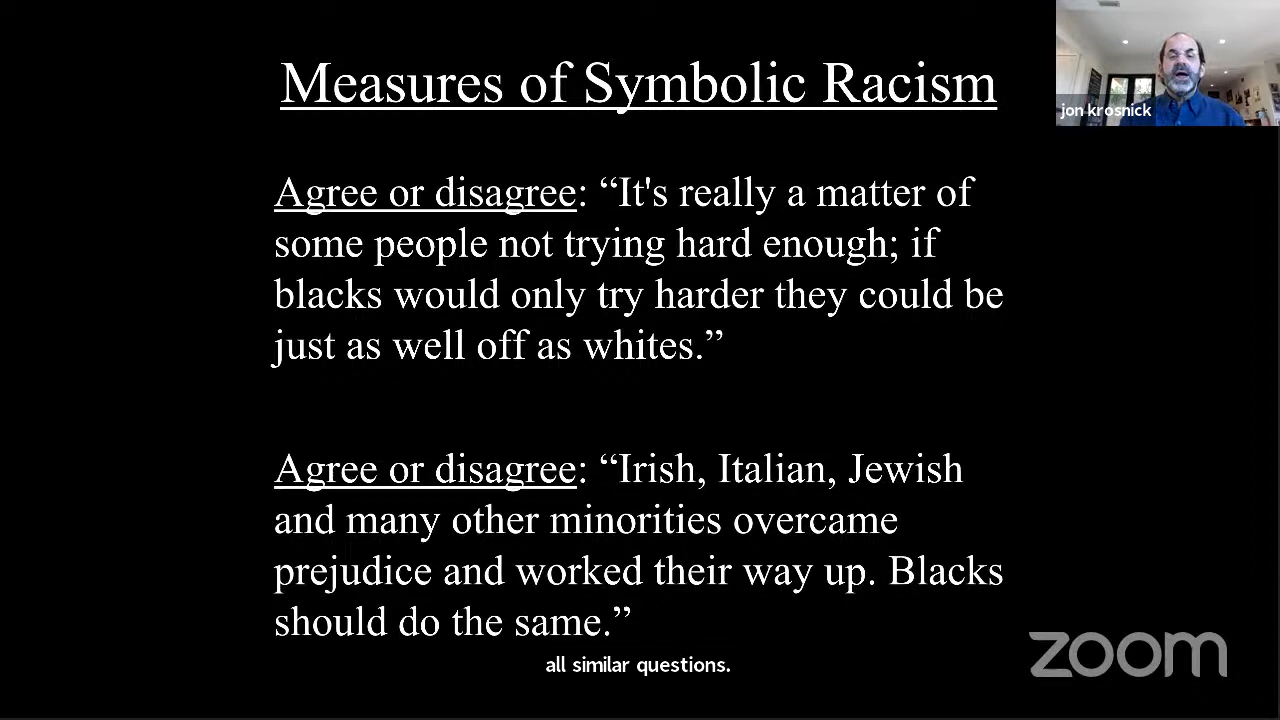 Measures of Symbolic Racism
jon krosnick
Agree or disagree: “It's really a matter of
some people not trying hard enough; if
blacks would only try harder they could be
just as well off as whites.”
Agree or disagree: “Irish, Italian, Jewish
and many other minorities overcame
prejudice and worked their way up. Blacks
should do the same.”
all similar questions.
zoom